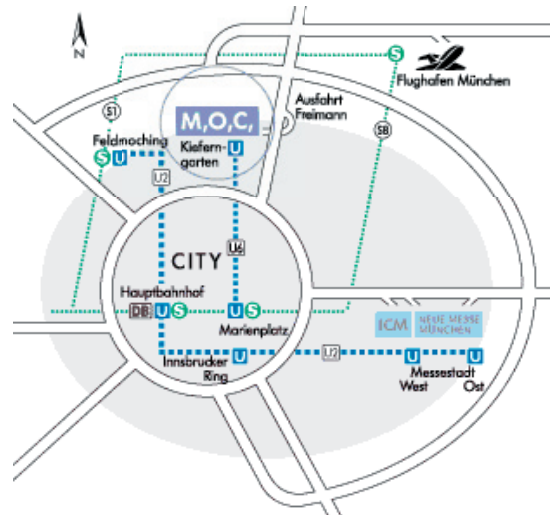 N
S
Flughafen München
M,O,C,
Ausfahrt
Freimann
S1
S8
Feldmoching
S U
Kiefern-
garten
U
U2
U6
CITY
Hauptbahnhof
DB U S
U S
Marienplatz
ICM
NEUE MESSE
MÜNCHEN
Innsbrucker
Ring
U
U2
U
U
Messestadt
West
Ost